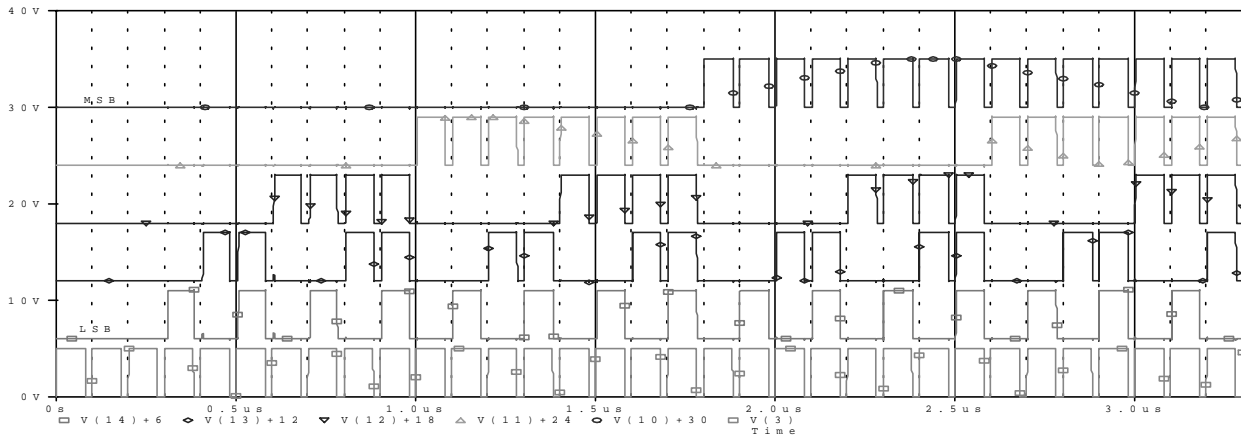 40V
30V
MSB
20V
10V
LSB
0V
0s 0.5us 1.0us 1.5us 2.0us 2.5us 3.0us
V(14)+6 V(13)+12 V(12)+18 V(11)+24 V(10)+30 V(3)
Time